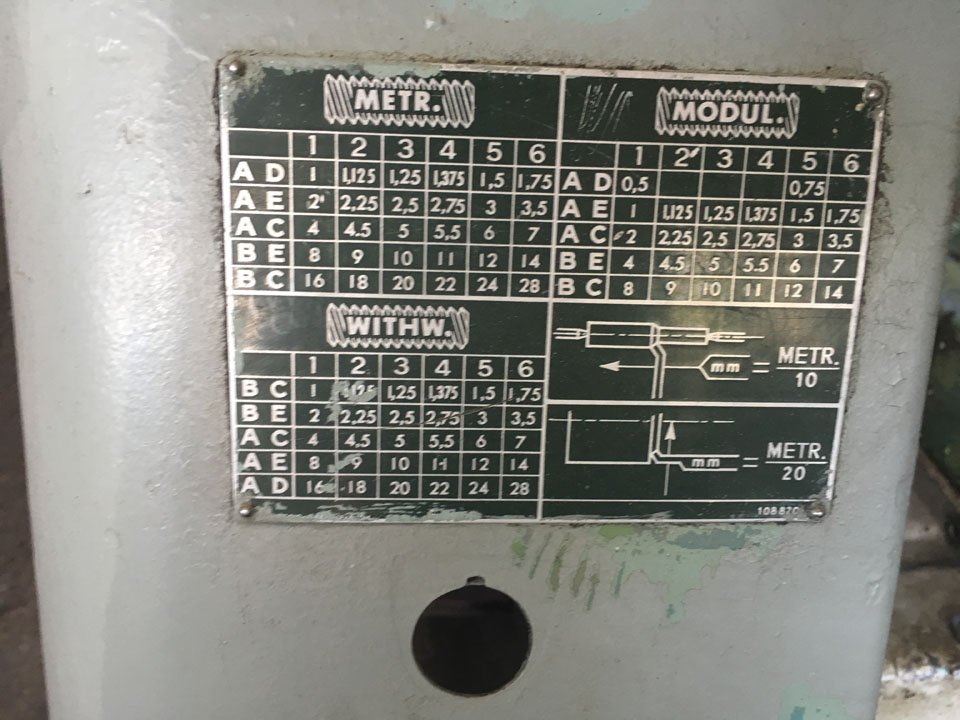 METR.
1 2 3 4 5 6
A D 1 1,125 1,25 1,375 1,5 1,75
A E 2 2,25 2,5 2,75 3 3,5
A C 4 4.5 5 5,5 6 7
B E 8 9 10 11 12 14
B C 16 18 20 22 24 28
MODUL.
1 2 3 4 5 6
A D 0,5 0,75
A E 1 1,125 1,25 1,375 1.5 1,75
A C 2 2,25 2,5 2,75 3 3,5
B E 4 4.5 5 5.5 6 7
B C 8 9 10 11 12 14
WITHW.
1 2 3 4 5 6
B C 1 1,125 1,25 1,375 1,5 1,75
B E 2 2,25 2,5 2,75 3 3,5
A C 4 4,5 5 5,5 6 7
A E 8 9 10 11 12 14
A D 16 18 20 22 24 28
mm = METR.
10
mm = METR.
20
108870